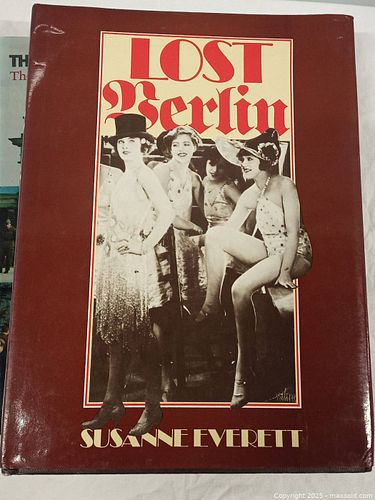 TH
Th
LOST
Berlin
SUSANNE EVERETT
© Copyright 2025 - maxsold.com